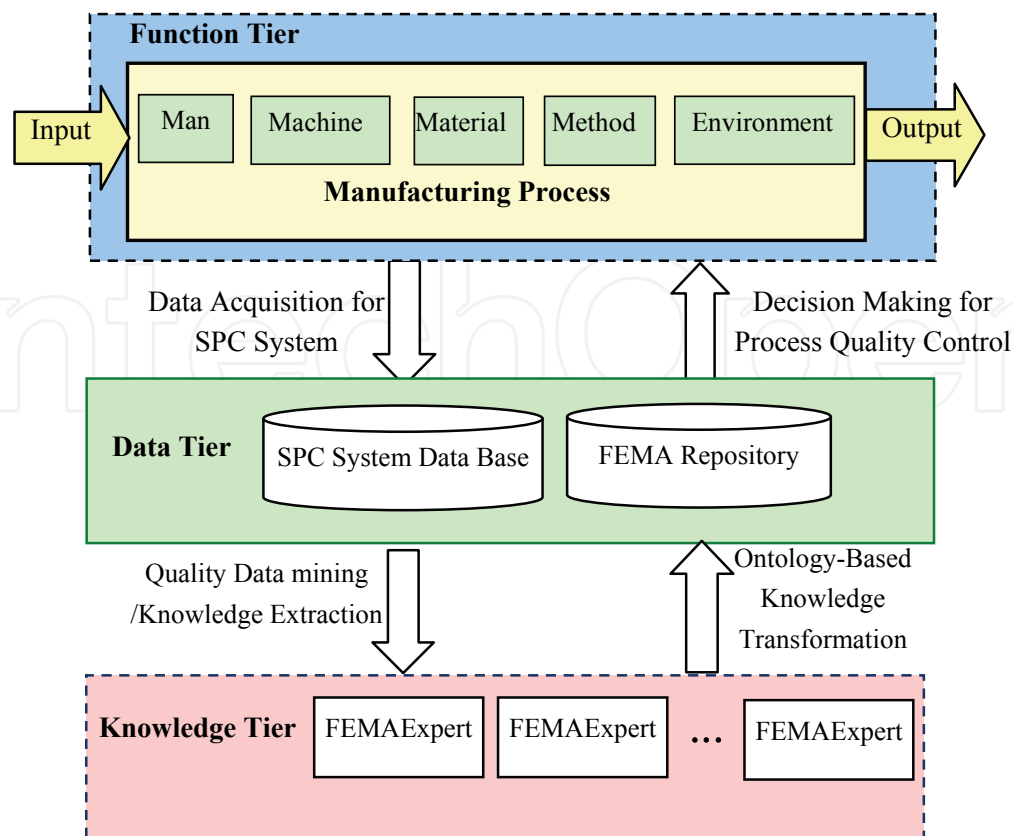 Function Tier
Input
Man
Machine
Material
Method
Environment
Output
Manufacturing Process
Data Acquisition for
SPC System
Decision Making for
Process Quality Control
Data Tier
SPC System Data Base
FEMA Repository
Quality Data mining
/Knowledge Extraction
Ontology-Based
Knowledge
Transformation
Knowledge Tier
FEMAExpert
FEMAExpert
...
FEMAExpert